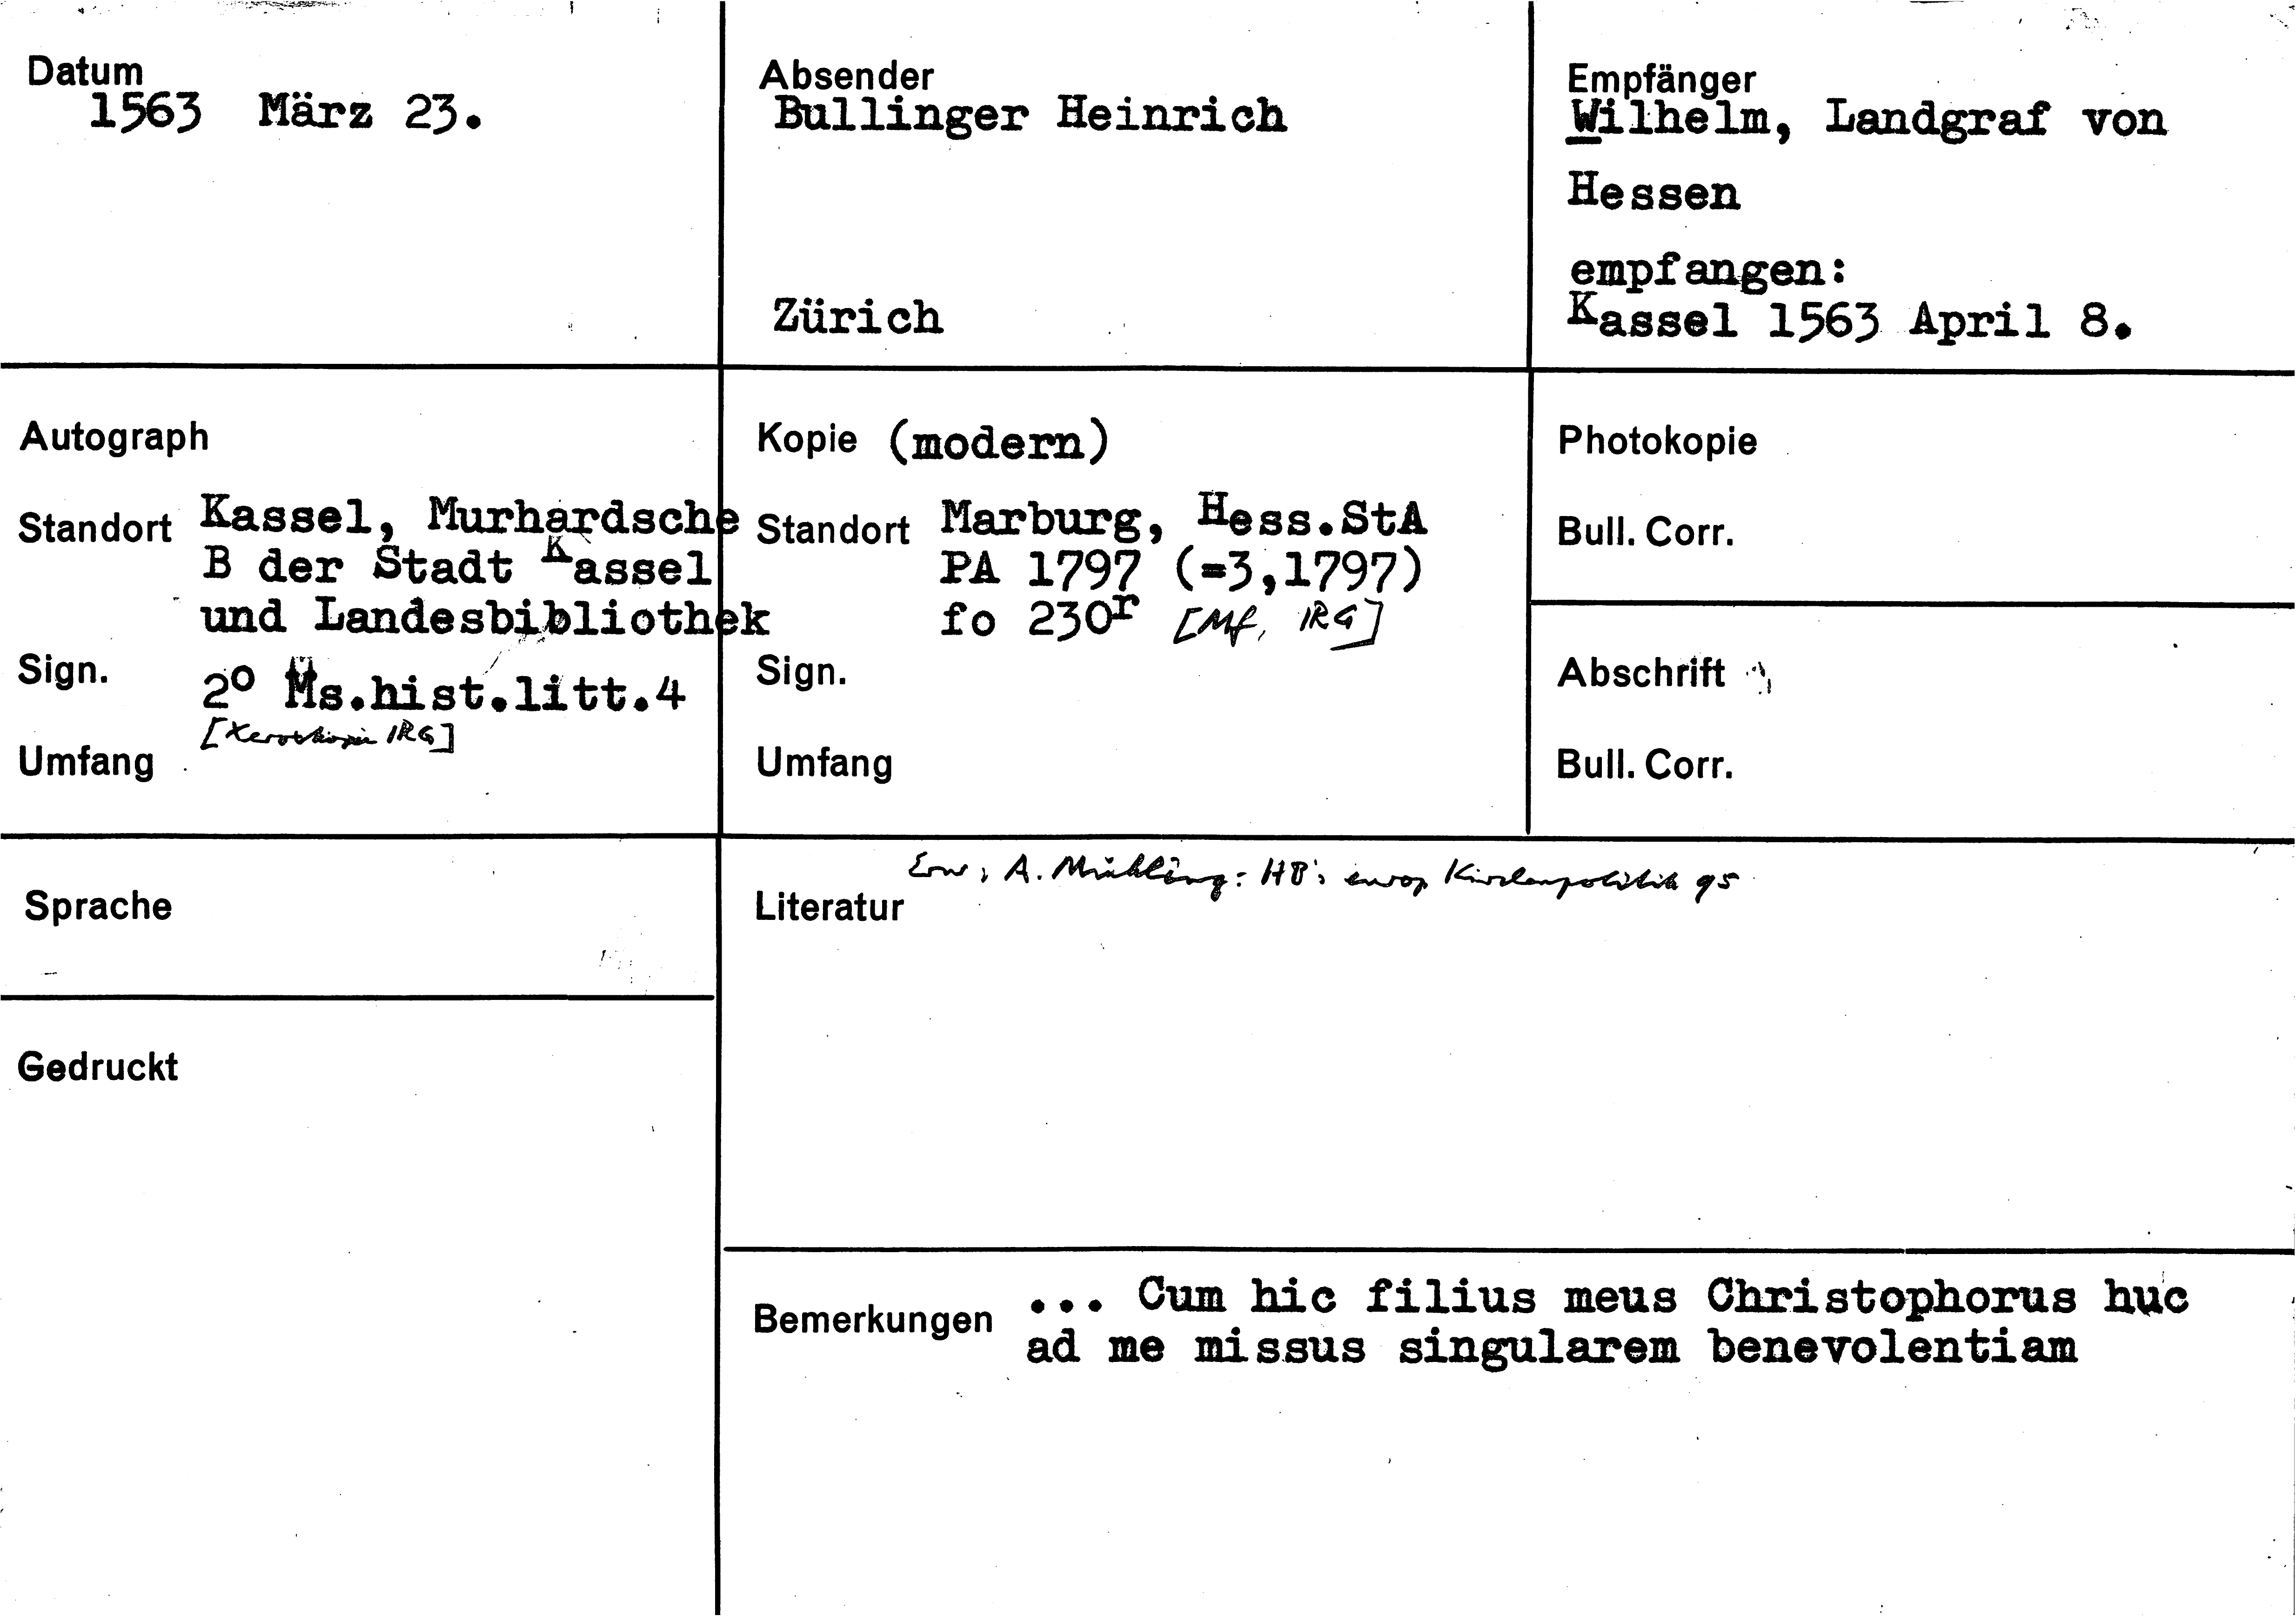 Datum
1563 März 23.
Absender
Bullinger Heinrich
Zürich
Empfänger
Wilhelm, Landgraf von
Hessen
empfangen:
Kassel 1563 April 8.
Autograph
Standort Kassel, Murhardsche
B der Stadt Kassel
und Landesbibliothek
Sign. 2° Ms.hist.litt.4
[Xerokopie IRG]
Umfang
Kopie (modern)
Standort Marburg, Hess.StA
PA 1797 (=3,1797)
fo 230r [Mf, IRG]
Sign.
Umfang
Photokopie
Bull. Corr.
Abschrift
Bull. Corr.
Sprache
Gedruckt
Erw: A. Mühling: HB's europ Kirchenpolitik 95
Literatur
Bemerkungen ... Cum hic filius meus Christophorus huc
ad me missus singularem benevolentiam